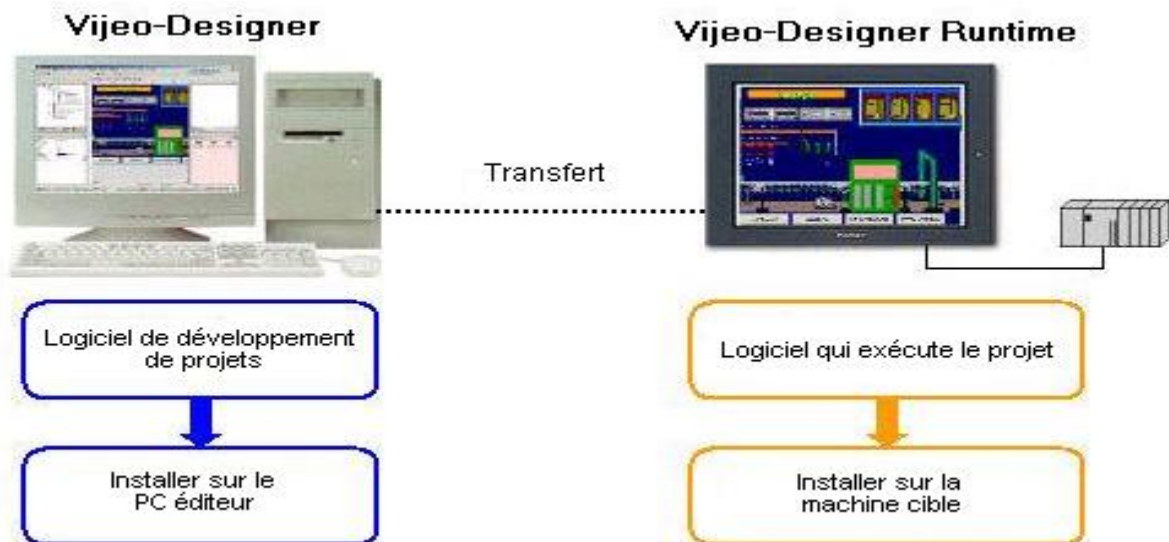 Vijeo-Designer
Vijeo-Designer Runtime
Transfert
Logiciel de développement
de projets
Logiciel qui exécute le projet
Installer sur le
PC éditeur
Installer sur la
machine cible